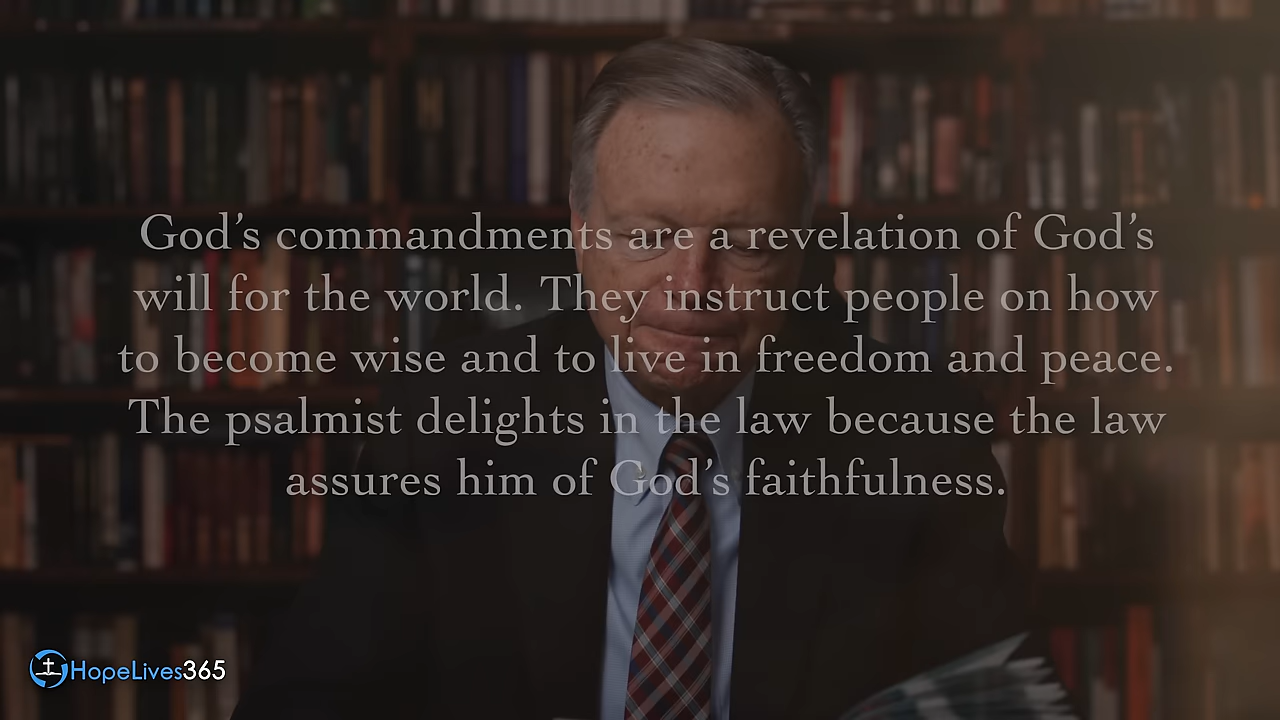 God’s commandments are a revelation of God’s
will for the world. They instruct people on how
to become wise and to live in freedom and peace.
The psalmist delights in the law because the law
assures him of God’s faithfulness.
HopeLives365